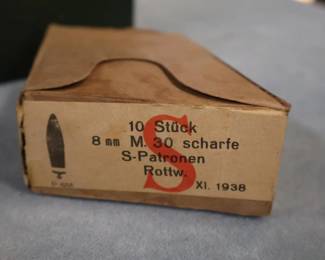 10 Stück
8 mm M. 30 scharfe
S-Patronen
Rottw.
XI. 1938
S